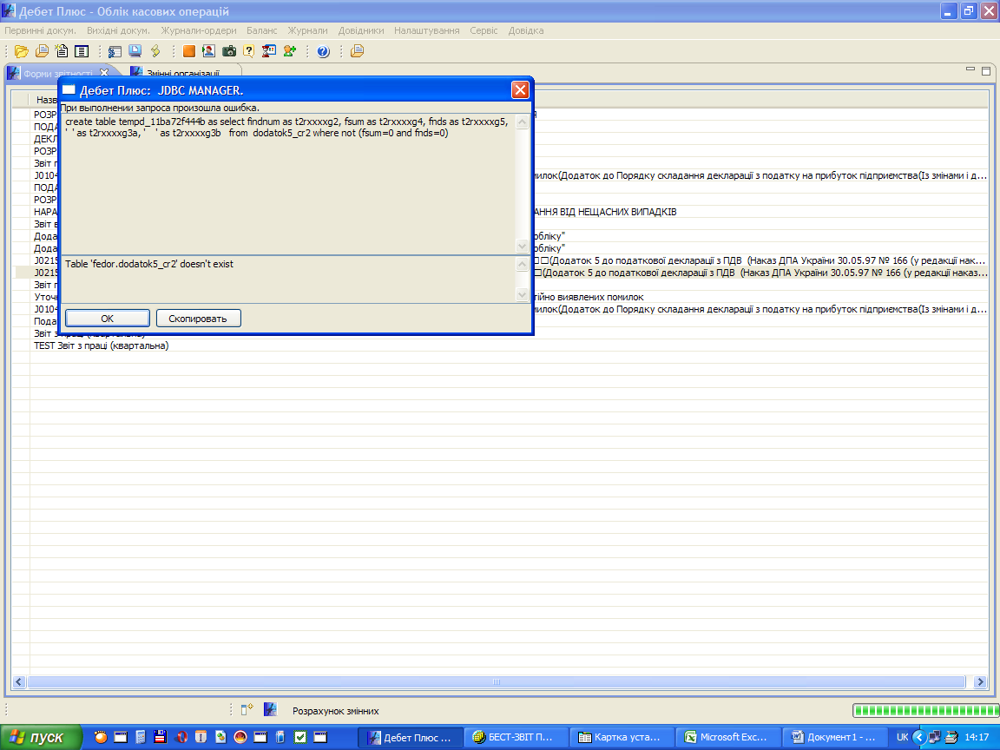 Дебет Плюс - Облік касових операцій
Первинні докум. Вихідні докум. Журнали-ордери Баланс Журнали Довідники Налаштування Сервіс Довідка
Форми звітності Змінні організації
Дебет Плюс: JDBC MANAGER.
При выполнении запроса произошла ошибка.
create table tempd_11ba72f444b as select findnum as t2rxxxxg2, fsum as t2rxxxxg4, fnds as t2rxxxxg5,
' ' as t2rxxxxg3a, ' ' as t2rxxxxg3b from dodatok5_cr2 where not (fsum=0 and fnds=0)
Table 'fedor.dodatok5_cr2' doesn't exist
OK Скопировать
Назв
РОЗР Я
ПОДА
ДЕКЛ
РОЗР
Звіт п
J0104 илок(Додаток до Порядку складання декларації з податку на прибуток підприємства(Із змінами і д...
ПОДА
РОЗР
НАРА АННЯ ВІД НЕЩАСНИХ ВИПАДКІВ
Звіт в
Дода обліку"
Дода обліку"
J0215 □□(Додаток 5 до податкової декларації з ПДВ (Наказ ДПА України 30.05.97 № 166 (у редакції нак...
J0215 □(Додаток 5 до податкової декларації з ПДВ (Наказ ДПА України 30.05.97 № 166 (у редакції наказ...
Звіт п
Уточ тійно виявлених помилок
J0104 илок(Додаток до Порядку складання декларації з податку на прибуток підприємства(Із змінами і д...
Пода
Звіт з праці (квартальна)
TEST Звіт з праці (квартальна)
Розрахунок змінних
пуск Дебет Плюс ... БЕСТ-ЗВІТ П... Картка уста... Microsoft Exc... Документ1 - ... UK 14:17